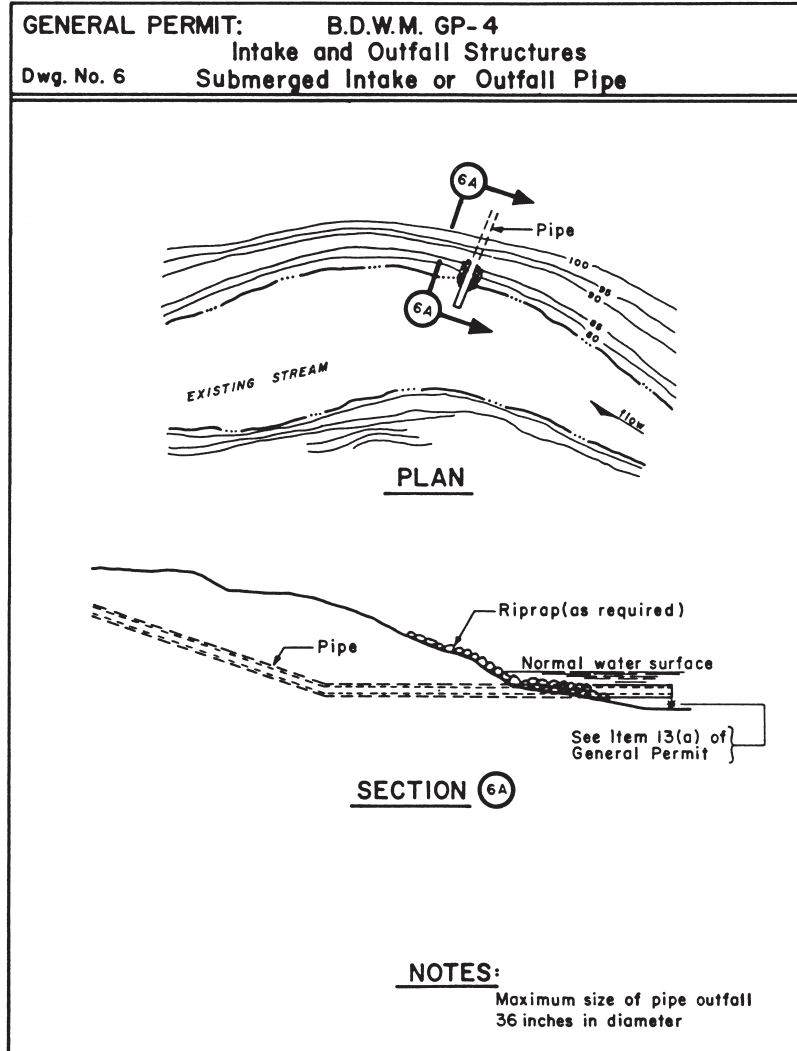 GENERAL PERMIT: B.D.W.M. GP-4
Intake and Outfall Structures
Dwg. No. 6 Submerged Intake or Outfall Pipe
6A
Pipe
100
95
90
6A
85
80
EXISTING STREAM
flow
PLAN
Riprap(as required)
Pipe
Normal water surface
See Item 13(a) of
General Permit
SECTION 6A
NOTES:
Maximum size of pipe outfall
36 inches in diameter